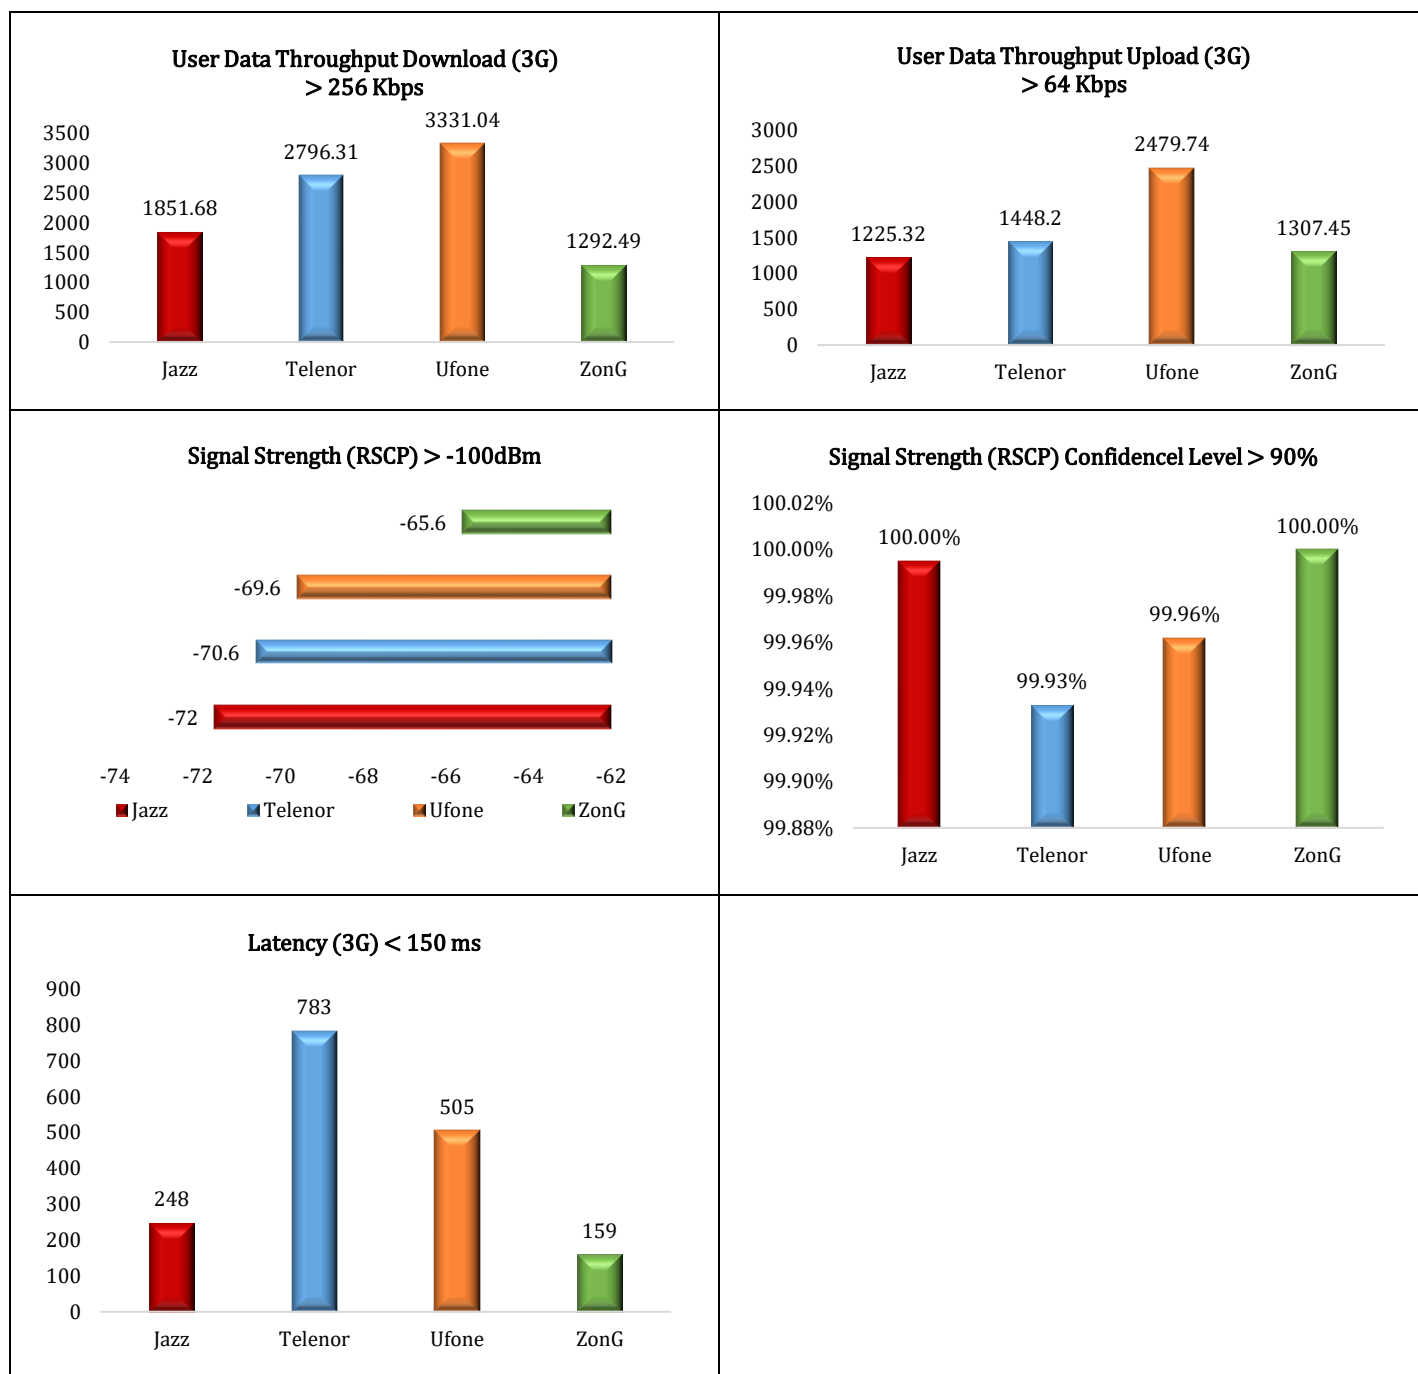 User Data Throughput Download (3G)
> 256 Kbps
3500
3000
2500
2000
1500
1000
500
0
1851.68
2796.31
3331.04
1292.49
Jazz
Telenor
Ufone
ZonG
User Data Throughput Upload (3G)
> 64 Kbps
3000
2500
2000
1500
1000
500
0
1225.32
1448.2
2479.74
1307.45
Jazz
Telenor
Ufone
ZonG
Signal Strength (RSCP) > -100dBm
-65.6
-69.6
-70.6
-72
-74 -72 -70 -68 -66 -64 -62
Jazz Telenor Ufone ZonG
Signal Strength (RSCP) Confidencel Level > 90%
100.02%
100.00%
99.98%
99.96%
99.94%
99.92%
99.90%
99.88%
100.00%
99.93%
99.96%
100.00%
Jazz
Telenor
Ufone
ZonG
Latency (3G) < 150 ms
900
800
700
600
500
400
300
200
100
0
248
783
505
159
Jazz
Telenor
Ufone
ZonG